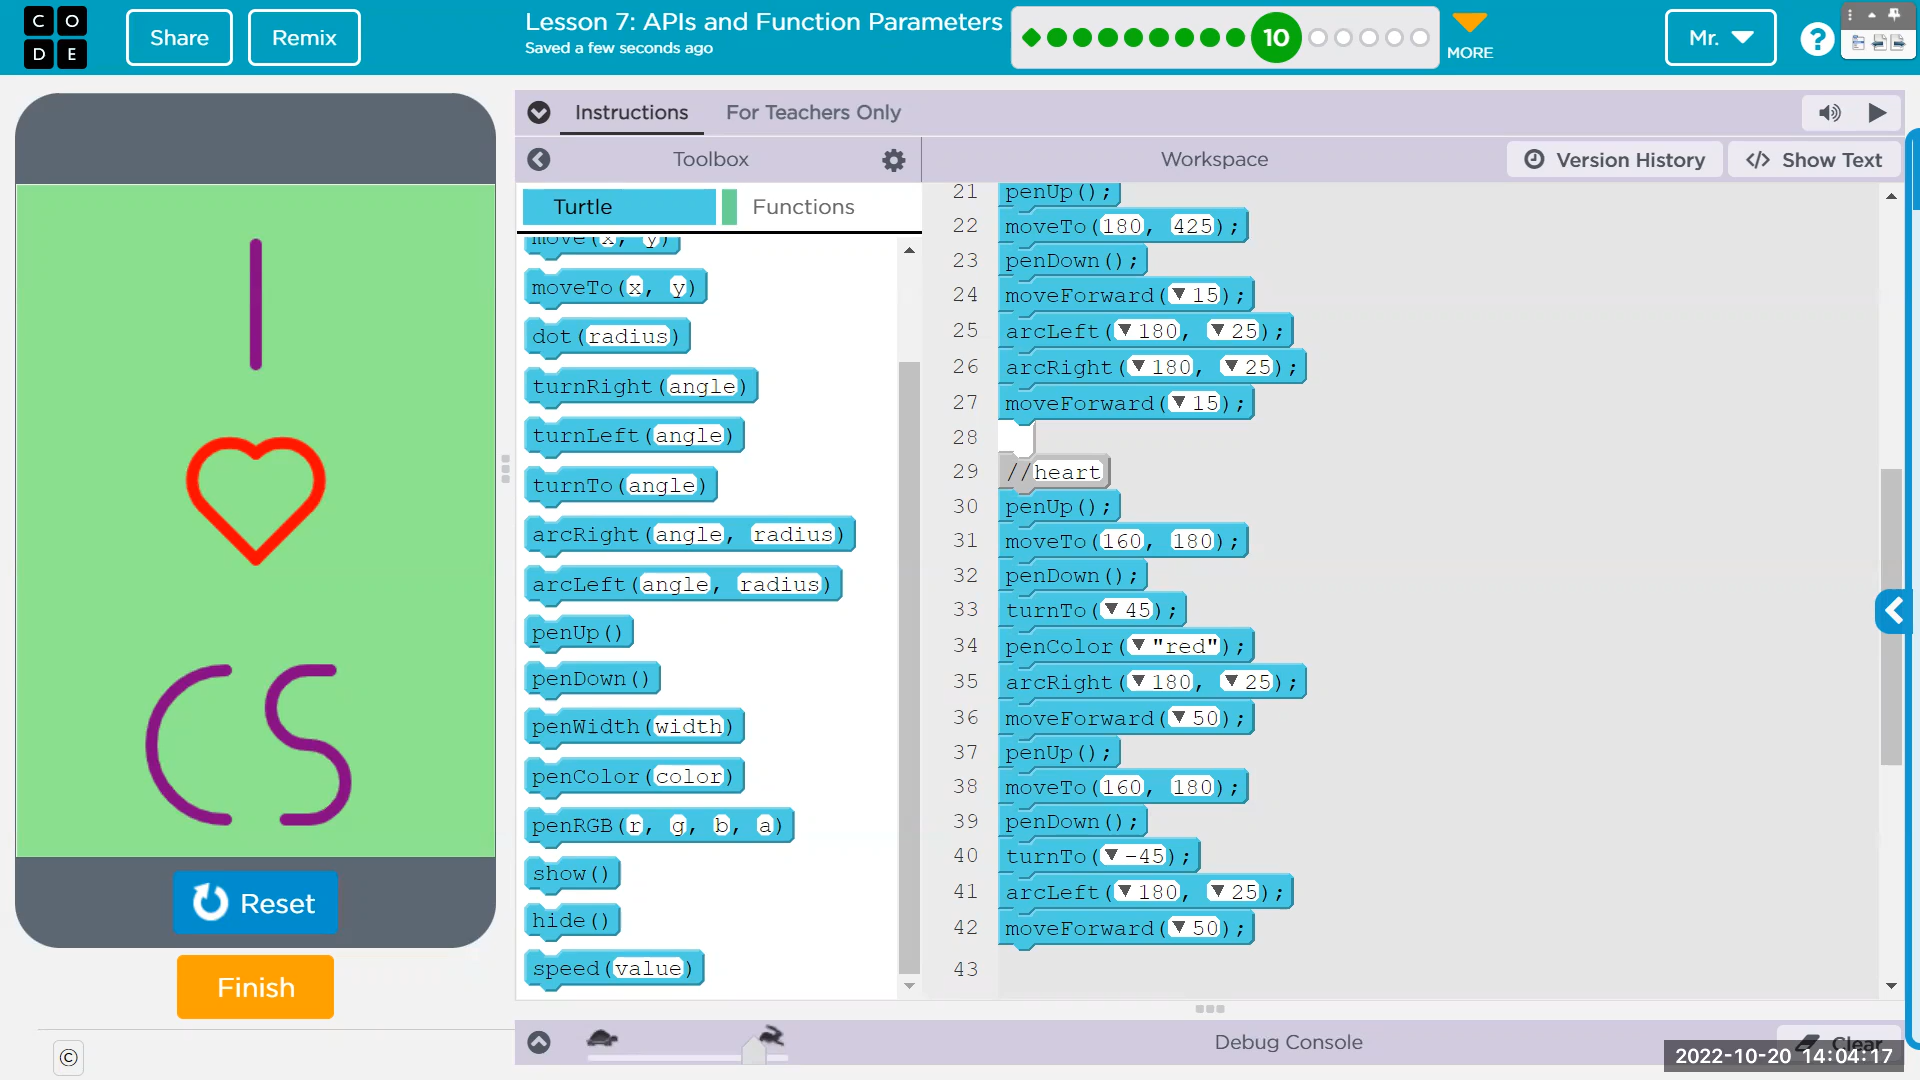 C O
D E
Share
Remix
Lesson 7: APIs and Function Parameters
Saved a few seconds ago
10
MORE
Mr.
?
Instructions
For Teachers Only
Toolbox
Workspace
Version History
</> Show Text
Turtle
Functions
move(x, y)
moveTo(x, y)
dot(radius)
turnRight(angle)
turnLeft(angle)
turnTo(angle)
arcRight(angle, radius)
arcLeft(angle, radius)
penUp()
penDown()
penWidth(width)
penColor(color)
penRGB(r, g, b, a)
show()
hide()
speed(value)
21 penUp();
22 moveTo(180, 425);
23 penDown();
24 moveForward(15);
25 arcLeft(180, 25);
26 arcRight(180, 25);
27 moveForward(15);
28
29 //heart
30 penUp();
31 moveTo(160, 180);
32 penDown();
33 turnTo(45);
34 penColor("red");
35 arcRight(180, 25);
36 moveForward(50);
37 penUp();
38 moveTo(160, 180);
39 penDown();
40 turnTo(-45);
41 arcLeft(180, 25);
42 moveForward(50);
43
I
CS
Reset
Finish
©
Debug Console
Clear
2022-10-20 14:04:17